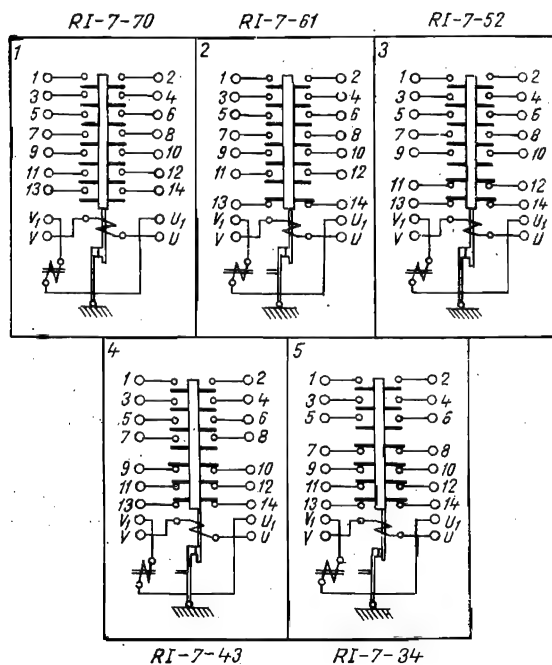 RI-7-70 RI-7-61 RI-7-52
1 2 3
1 2 1 2 1 2
3 4 3 4 3 4
5 6 5 6 5 6
7 8 7 8 7 8
9 10 9 10 9 10
11 12 11 12
13 14 11 12
13 14 13 14
V1 U1 V1 U1 V1 U1
V U V U V U
4 5
1 2 1 2
3 4 3 4
5 6 5 6
7 8
7 8
9 10 9 10
11 12 11 12
13 14 13 14
V1 U1 V1 U1
V U V U
RI-7-43 RI-7-34